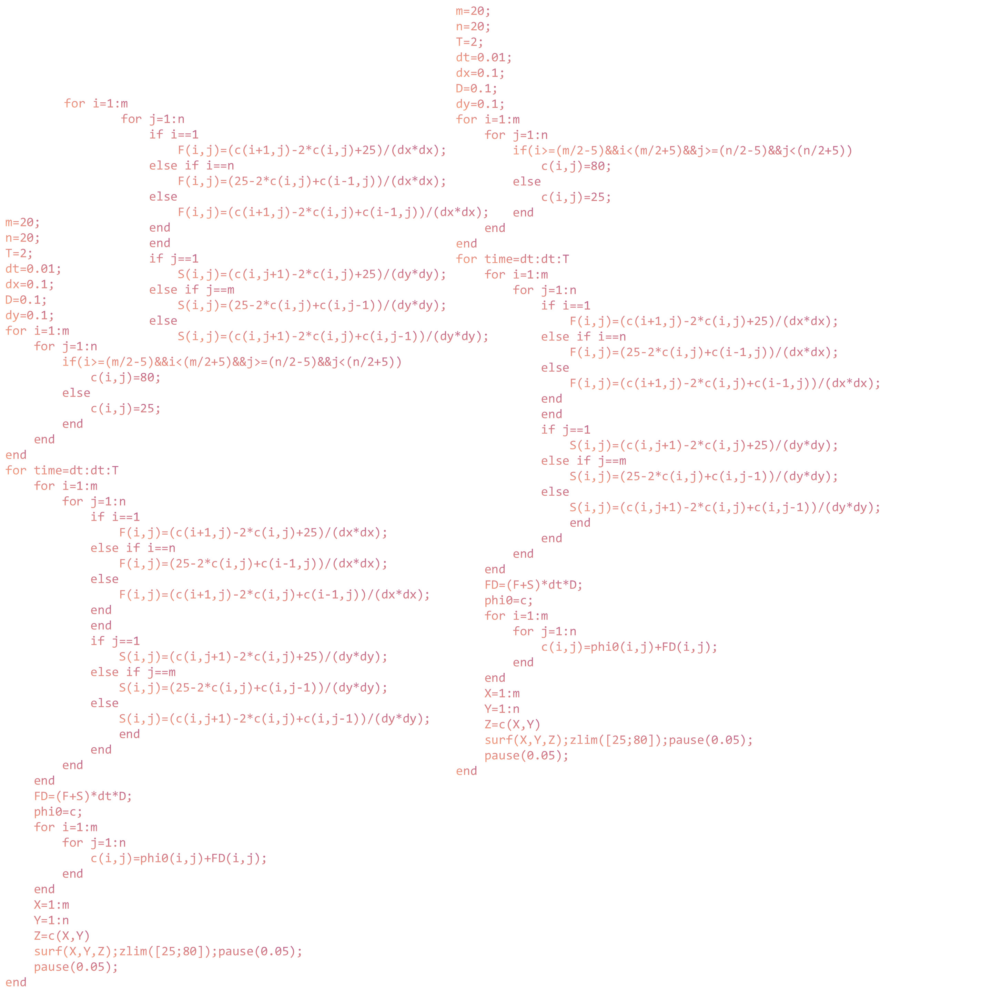 for i=1:m
        for j=1:n
            if i==1
                F(i,j)=(c(i+1,j)-2*c(i,j)+25)/(dx*dx);
            else if i==n
                F(i,j)=(25-2*c(i,j)+c(i-1,j))/(dx*dx);
            else
                F(i,j)=(c(i+1,j)-2*c(i,j)+c(i-1,j))/(dx*dx);
            end
            end
            if j==1
                S(i,j)=(c(i,j+1)-2*c(i,j)+25)/(dy*dy);
            else if j==m
                S(i,j)=(25-2*c(i,j)+c(i,j-1))/(dy*dy);
            else
                S(i,j)=(c(i,j+1)-2*c(i,j)+c(i,j-1))/(dy*dy);
m=20;
n=20;
T=2;
dt=0.01;
dx=0.1;
D=0.1;
dy=0.1;
for i=1:m
    for j=1:n
        if(i>=(m/2-5)&&i<(m/2+5)&&j>=(n/2-5)&&j<(n/2+5))
            c(i,j)=80;
        else
            c(i,j)=25;
        end
    end
end
for time=dt:dt:T
    for i=1:m
        for j=1:n
            if i==1
                F(i,j)=(c(i+1,j)-2*c(i,j)+25)/(dx*dx);
            else if i==n
                F(i,j)=(25-2*c(i,j)+c(i-1,j))/(dx*dx);
            else
                F(i,j)=(c(i+1,j)-2*c(i,j)+c(i-1,j))/(dx*dx);
            end
            end
            if j==1
                S(i,j)=(c(i,j+1)-2*c(i,j)+25)/(dy*dy);
            else if j==m
                S(i,j)=(25-2*c(i,j)+c(i,j-1))/(dy*dy);
            else
                S(i,j)=(c(i,j+1)-2*c(i,j)+c(i,j-1))/(dy*dy);
                end
            end
        end
    end
    FD=(F+S)*dt*D;
    phi0=c;
    for i=1:m
        for j=1:n
            c(i,j)=phi0(i,j)+FD(i,j);
        end
    end
    X=1:m
    Y=1:n
    Z=c(X,Y)
    surf(X,Y,Z);zlim([25;80]);pause(0.05);
    pause(0.05);
end
m=20;
n=20;
T=2;
dt=0.01;
dx=0.1;
D=0.1;
dy=0.1;
for i=1:m
    for j=1:n
        if(i>=(m/2-5)&&i<(m/2+5)&&j>=(n/2-5)&&j<(n/2+5))
            c(i,j)=80;
        else
            c(i,j)=25;
        end
    end
end
for time=dt:dt:T
    for i=1:m
        for j=1:n
            if i==1
                F(i,j)=(c(i+1,j)-2*c(i,j)+25)/(dx*dx);
            else if i==n
                F(i,j)=(25-2*c(i,j)+c(i-1,j))/(dx*dx);
            else
                F(i,j)=(c(i+1,j)-2*c(i,j)+c(i-1,j))/(dx*dx);
            end
            end
            if j==1
                S(i,j)=(c(i,j+1)-2*c(i,j)+25)/(dy*dy);
            else if j==m
                S(i,j)=(25-2*c(i,j)+c(i,j-1))/(dy*dy);
            else
                S(i,j)=(c(i,j+1)-2*c(i,j)+c(i,j-1))/(dy*dy);
                end
            end
        end
    end
    FD=(F+S)*dt*D;
    phi0=c;
    for i=1:m
        for j=1:n
            c(i,j)=phi0(i,j)+FD(i,j);
        end
    end
    X=1:m
    Y=1:n
    Z=c(X,Y)
    surf(X,Y,Z);zlim([25;80]);pause(0.05);
    pause(0.05);
end